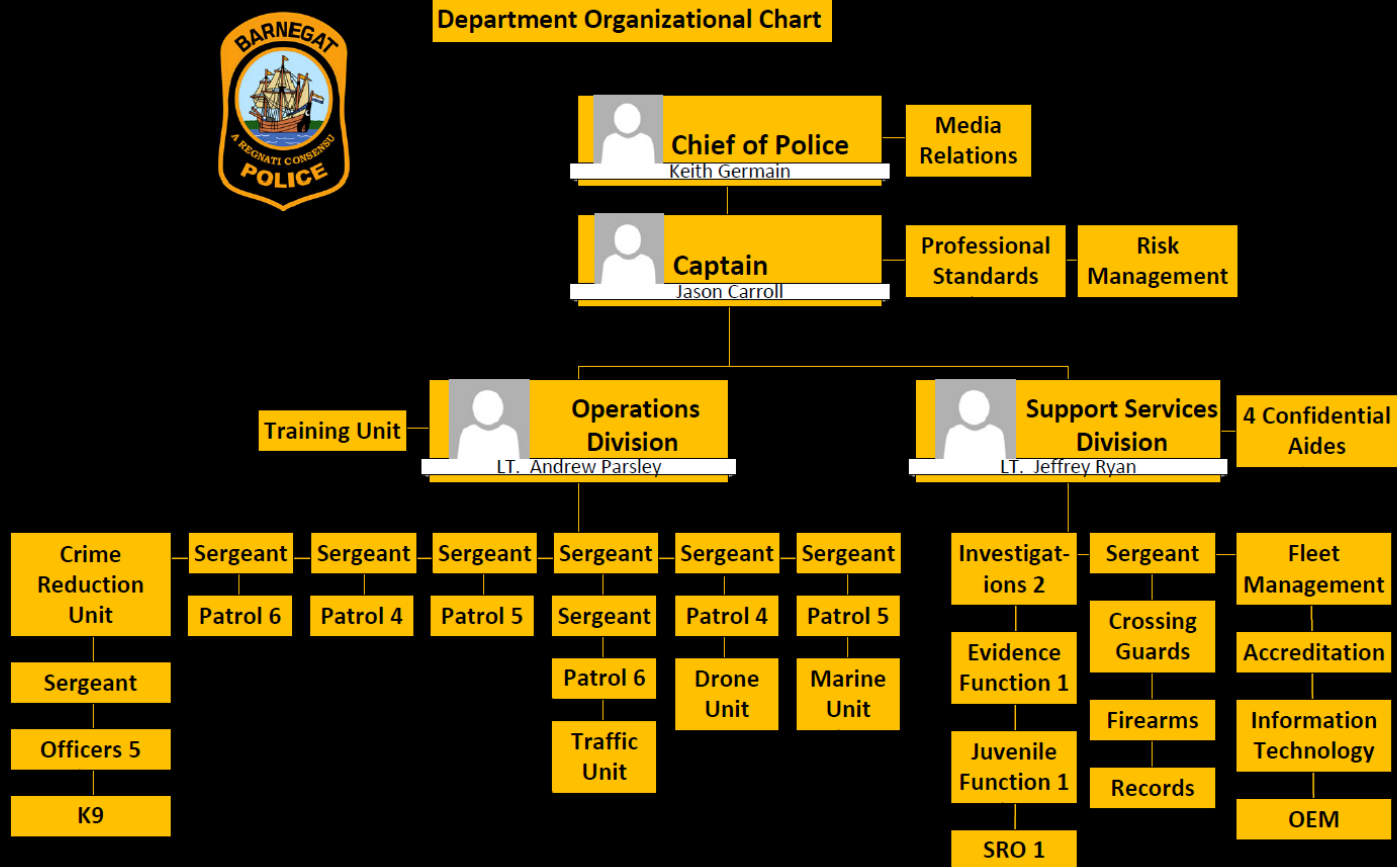 Department Organizational Chart
BARNEGAT
A REGNATI CONSENSU
POLICE
Chief of Police
Keith Germain
Media
Relations
Captain
Jason Carroll
Professional
Standards
Risk
Management
Training Unit
Operations
Division
LT. Andrew Parsley
Support Services
Division
LT. Jeffrey Ryan
4 Confidential
Aides
Crime
Reduction
Unit
Sergeant
Officers 5
K9
Sergeant
Patrol 6
Sergeant
Patrol 4
Sergeant
Patrol 5
Sergeant
Sergeant
Patrol 6
Traffic
Unit
Sergeant
Patrol 4
Drone
Unit
Sergeant
Patrol 5
Marine
Unit
Investigat-
ions 2
Evidence
Function 1
Juvenile
Function 1
SRO 1
Sergeant
Crossing
Guards
Firearms
Records
Fleet
Management
Accreditation
Information
Technology
OEM